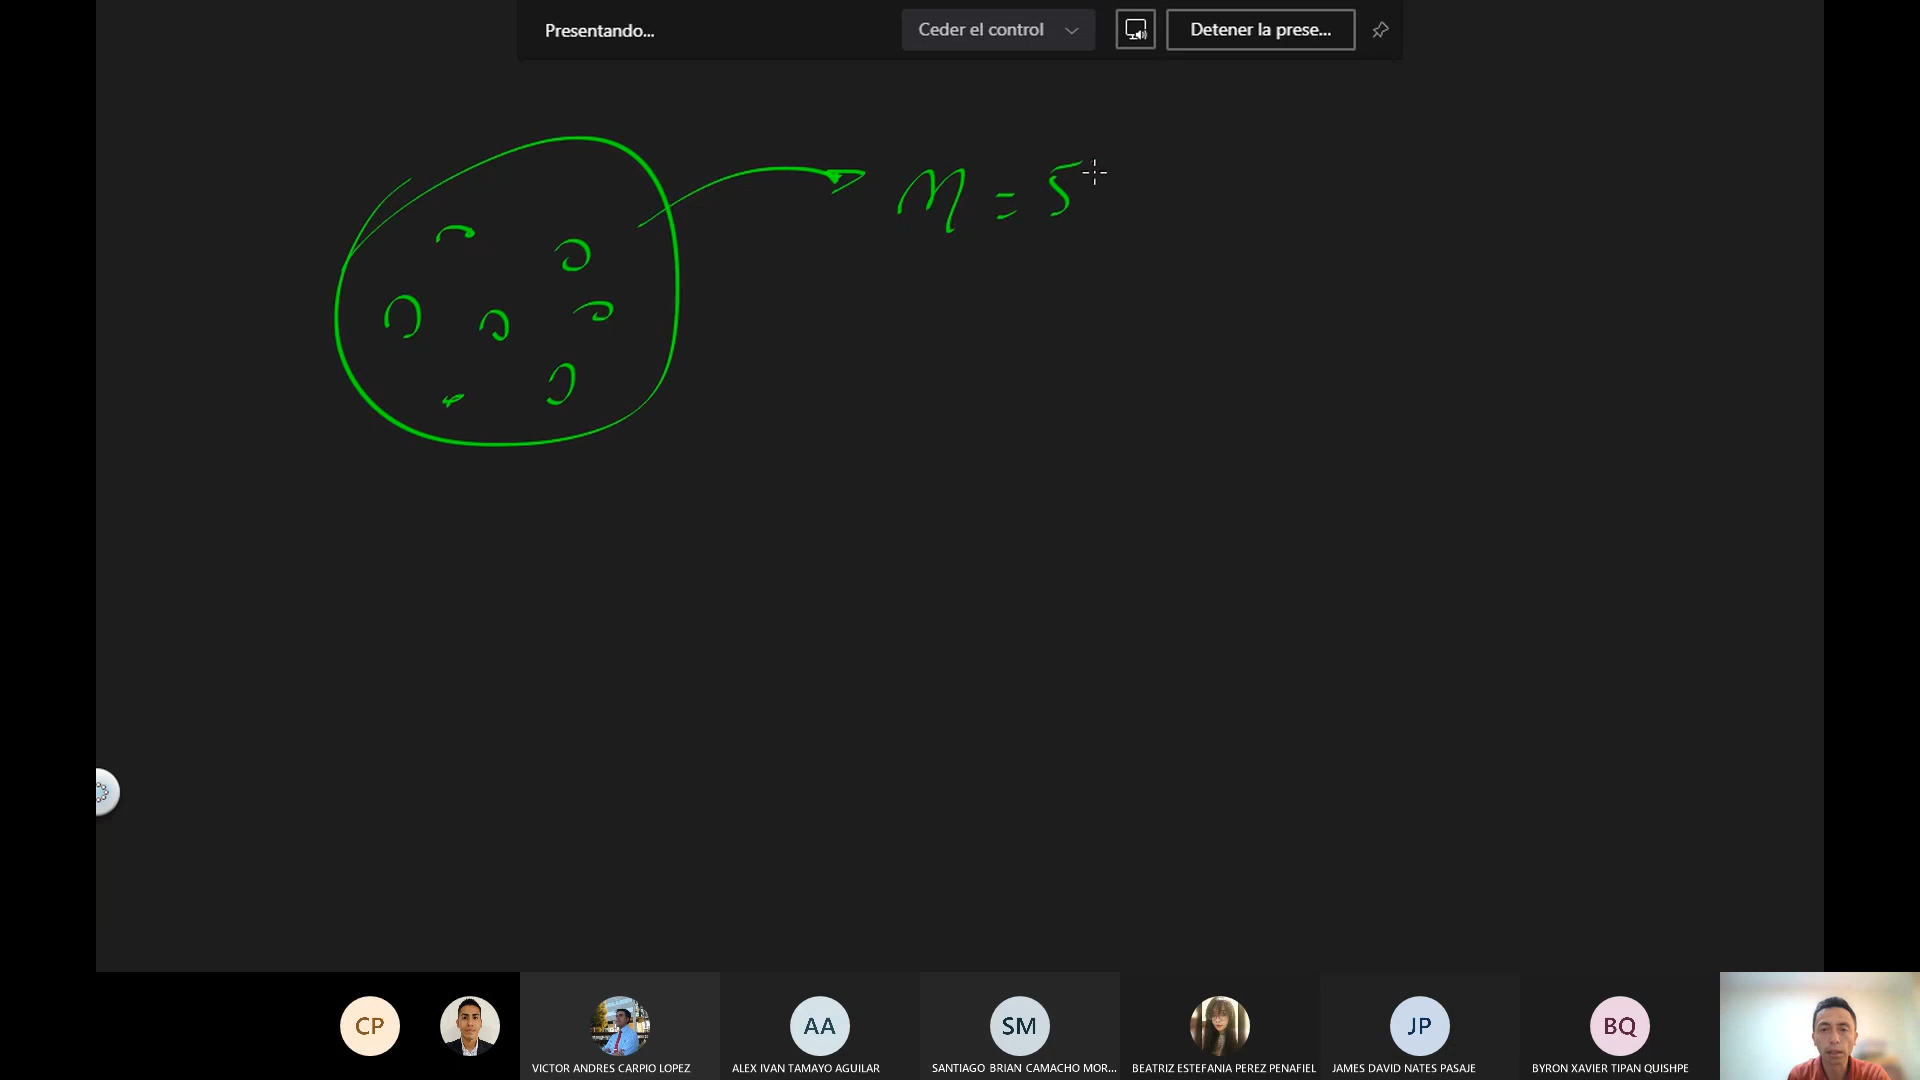 Presentando...
Ceder el control
Detener la prese...
n = 5
CP
AA
SM
JP
BQ
VICTOR ANDRES CARPIO LOPEZ
ALEX IVAN TAMAYO AGUILAR
SANTIAGO BRIAN CAMACHO MOR...
BEATRIZ ESTEFANIA PEREZ PENAFIEL
JAMES DAVID NATES PASAJE
BYRON XAVIER TIPAN QUISHPE